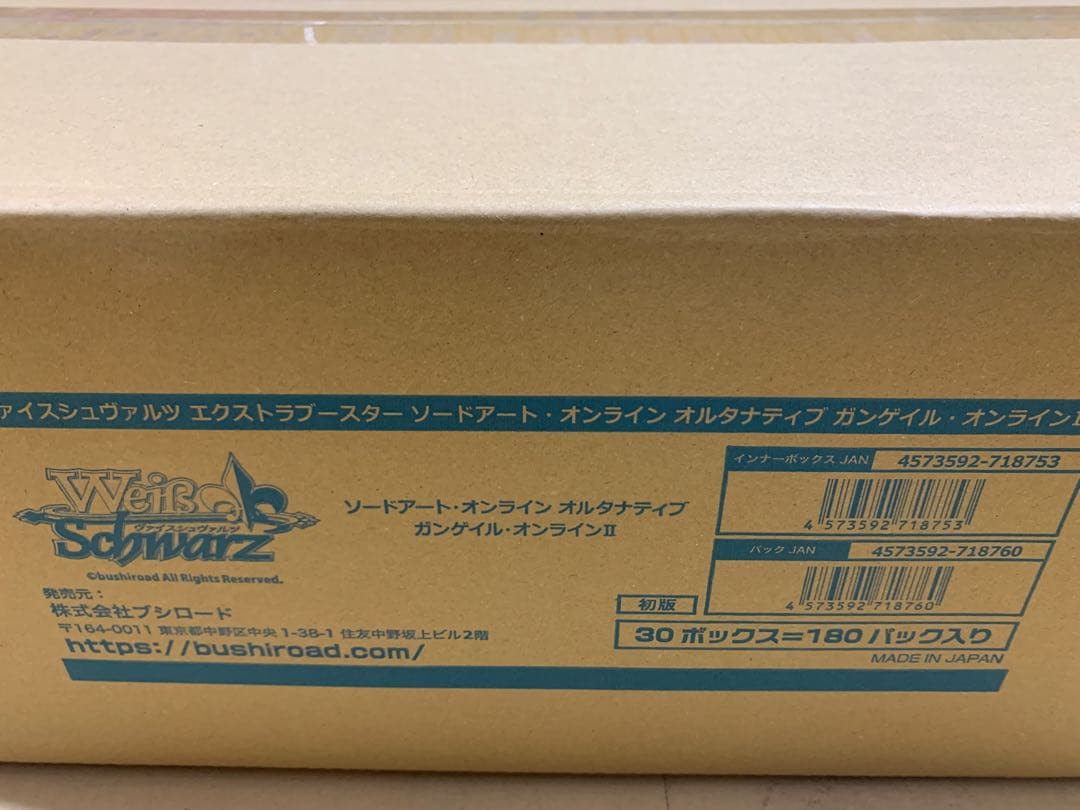 ァイスシュヴァルツ エクストラブースター ソードアート・オンライン オルタナティブ ガンゲイル・オンラインII
Weiß
ヴァイスシュヴァルツ
Schwarz
©bushiroad All Rights Reserved.
発売元：
株式会社ブシロード
〒164-0011 東京都中野区中央1-38-1 住友中野坂上ビル2階
https://bushiroad.com/
ソードアート・オンライン オルタナティブ
ガンゲイル・オンラインII
インナーボックス JAN 4573592-718753
4 573592 718753
パック JAN 4573592-718760
4 573592 718760
初版
30 ボックス=180 パック入り
MADE IN JAPAN